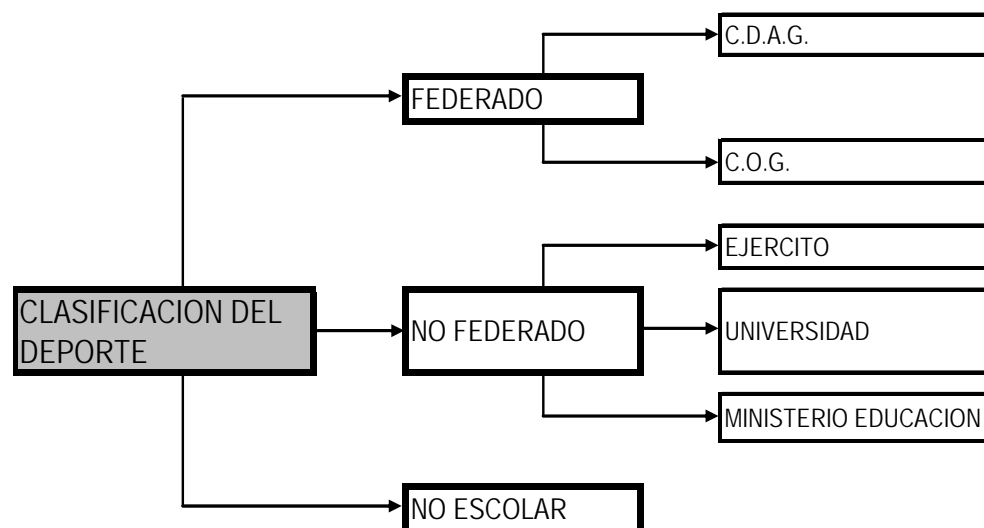 C.D.A.G.
FEDERADO
C.O.G.
EJERCITO
CLASIFICACION DEL
DEPORTE
NO FEDERADO
UNIVERSIDAD
MINISTERIO EDUCACION
NO ESCOLAR